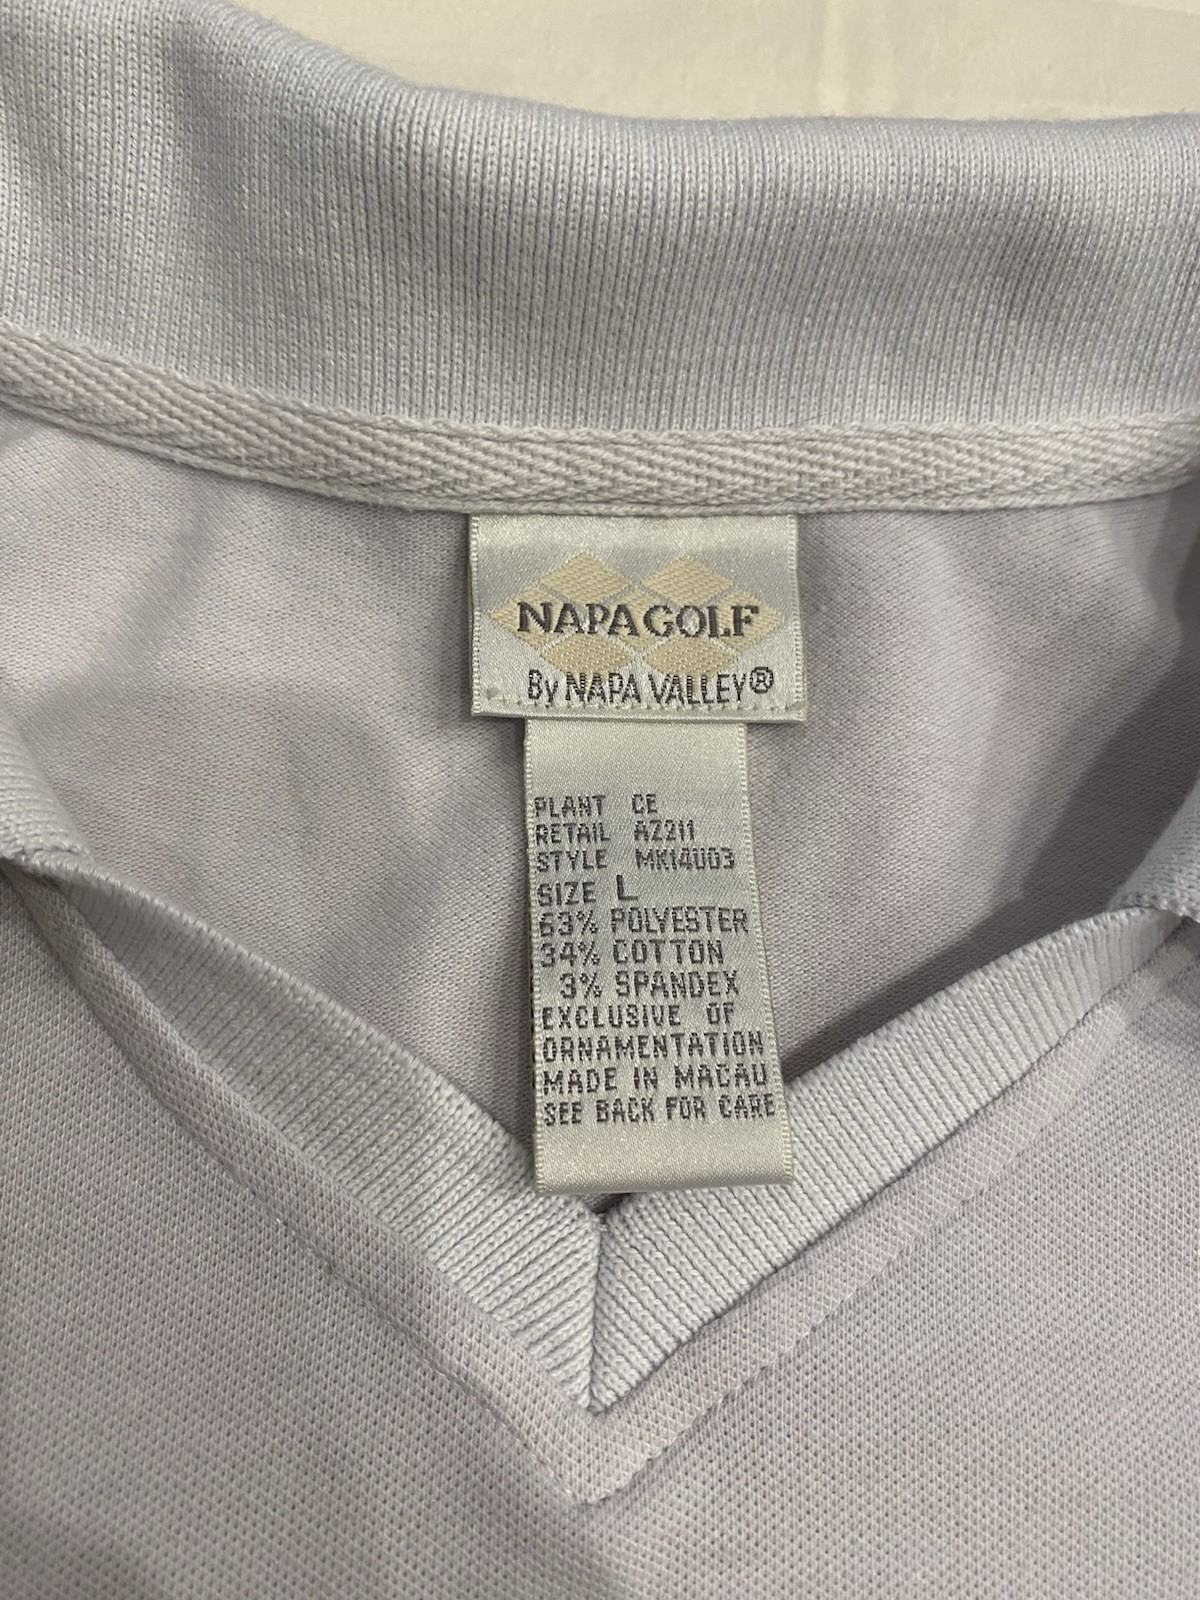 NAPA GOLF
By NAPA VALLEY®
PLANT CE
RETAIL AZ211
STYLE MK14U03
SIZE L
63% POLYESTER
34% COTTON
3% SPANDEX
EXCLUSIVE OF
ORNAMENTATION
MADE IN MACAU
SEE BACK FOR CARE